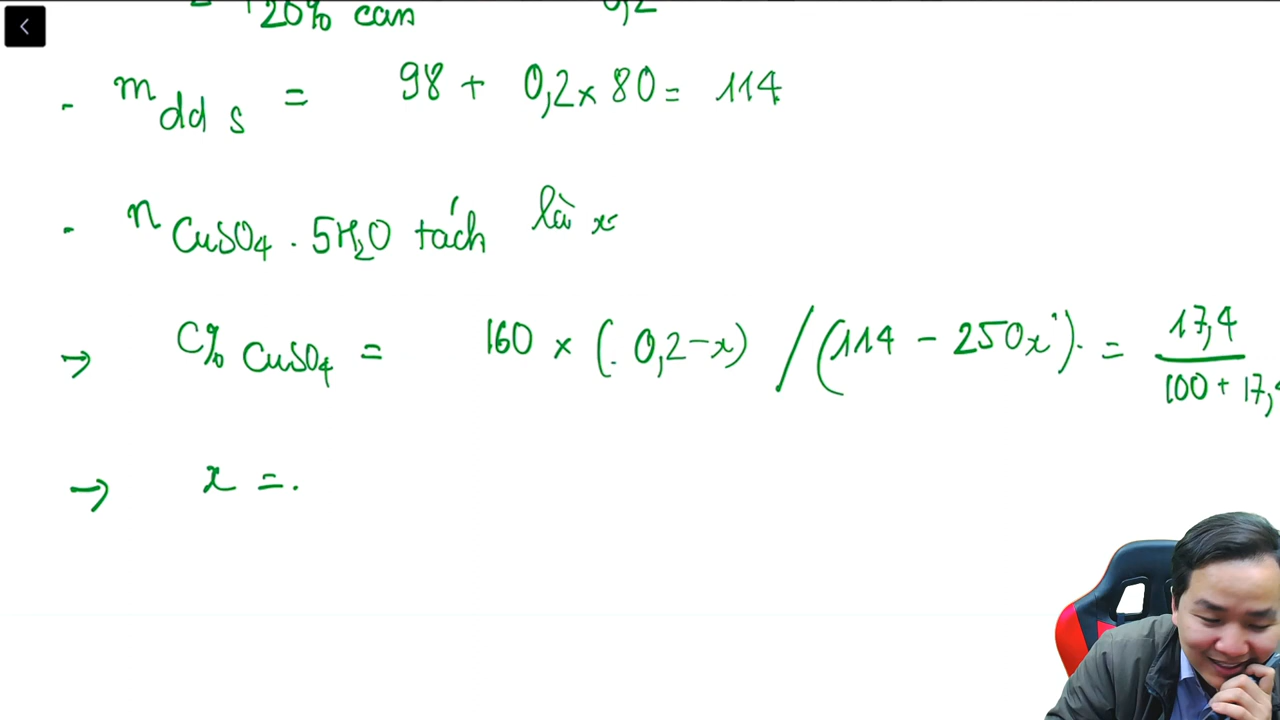 = 20% cần 0,2
- m dd s = 98 + 0,2 x 80 = 114
- n CuSO4 . 5H2O tách là x
→ C% CuSO4 = 160 x (0,2 - x) / (114 - 250x) = 17,4 / 100 + 17,
→ x = .